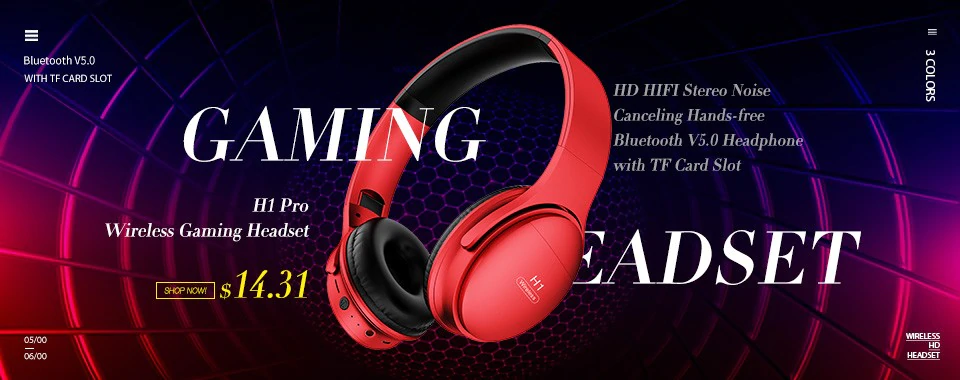 Bluetooth V5.0
WITH TF CARD SLOT
3 COLORS
HD HIFI Stereo Noise
Canceling Hands-free
Bluetooth V5.0 Headphone
with TF Card Slot
GAMING
H1 Pro
Wireless Gaming Headset
EADSET
SHOP NOW! $14.31
H1
Wireless
05/00
06/00
WIRELESS
HD
HEADSET